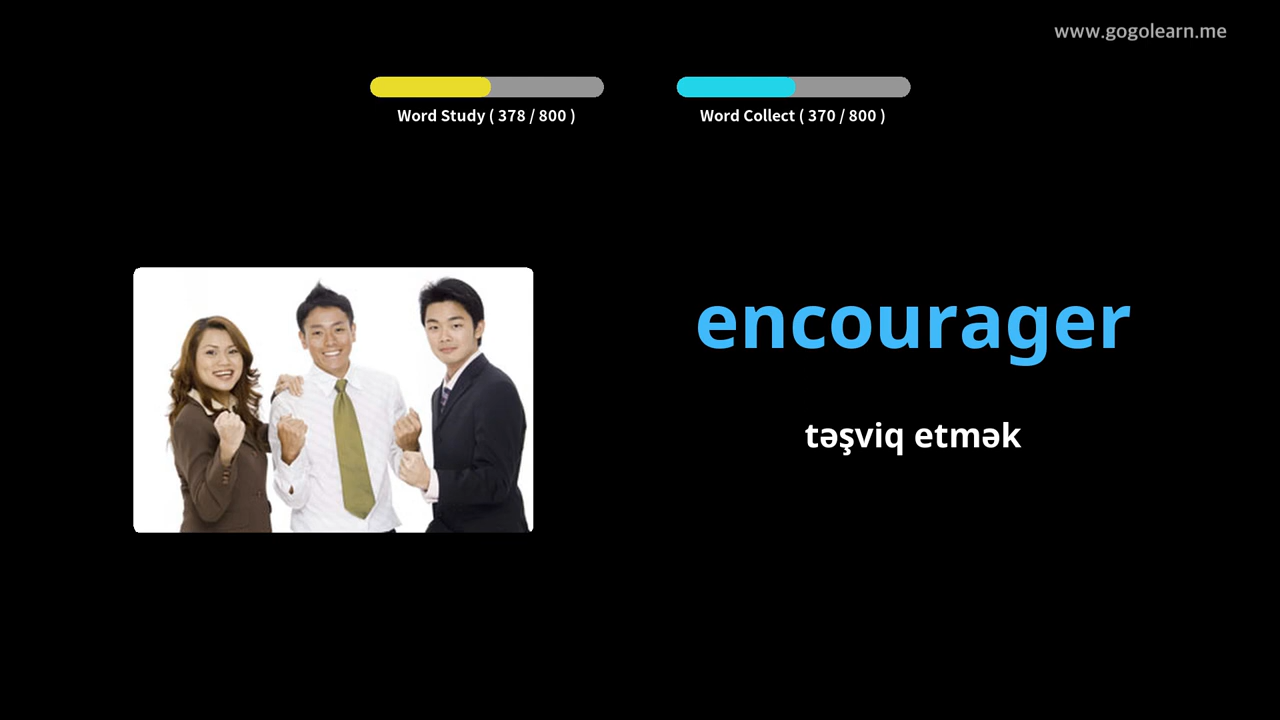 www.gogolearn.me
Word Study ( 378 / 800 )
Word Collect ( 370 / 800 )
encourager
təşviq etmək